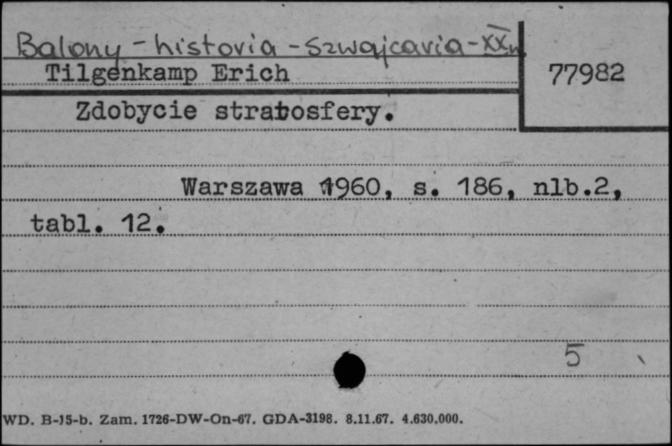 Balony - historia - Szwajcaria - XX w
Tilgenkamp Erich
77982
Zdobycie stratosfery.
Warszawa 1960, s. 186, nlb.2,
tabl. 12.
5
WD. B-15-b. Zam. 1726-DW-On-67. GDA-3198. 8.11.67. 4.630.000.